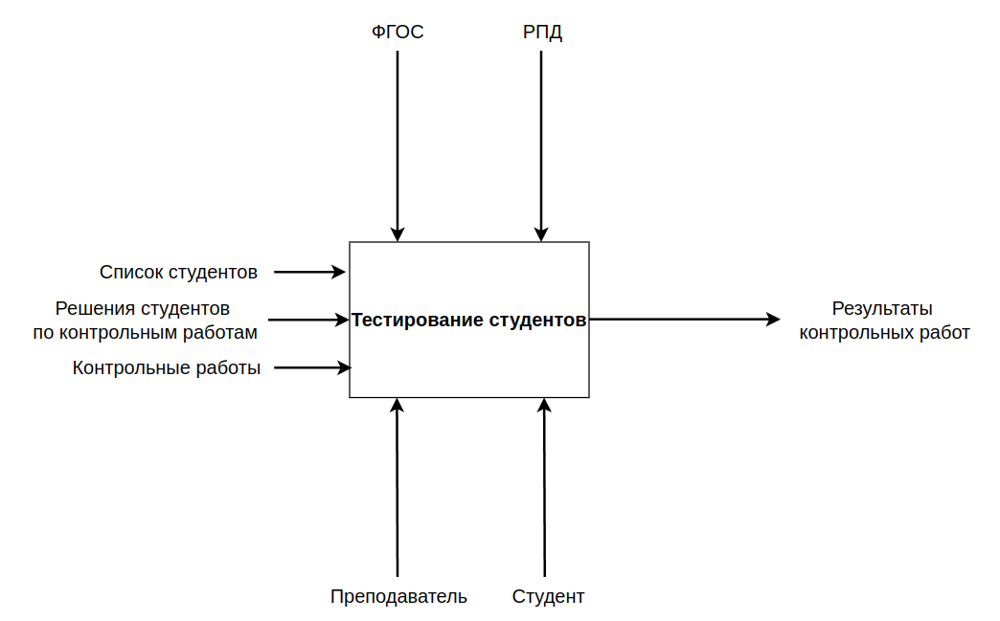 ФГОС
РПД
Список студентов
Решения студентов
по контрольным работам
Контрольные работы
Тестирование студентов
Результаты
контрольных работ
Преподаватель
Студент